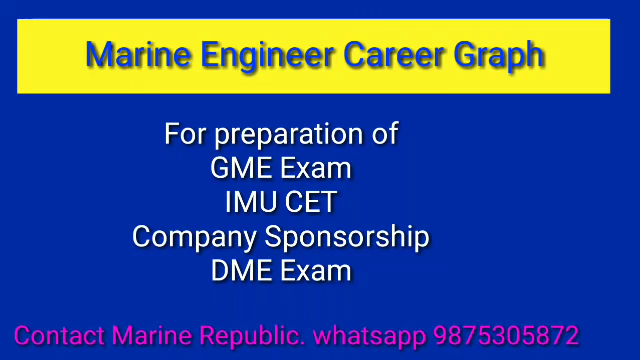 Marine Engineer Career Graph
For preparation of
GME Exam
IMU CET
Company Sponsorship
DME Exam
Contact Marine Republic. whatsapp 9875305872